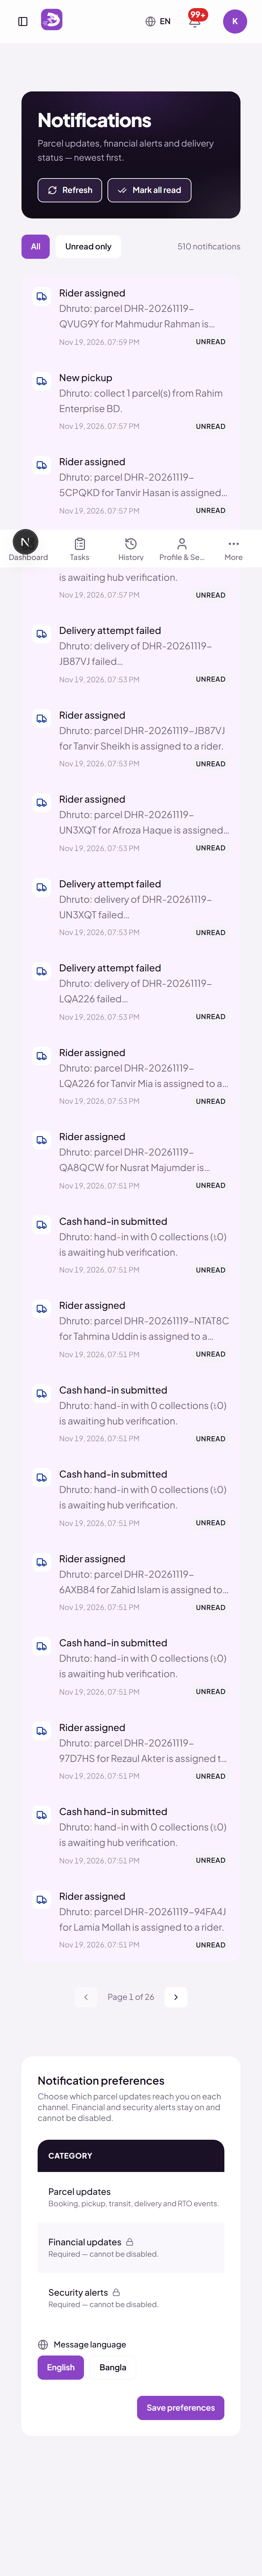 EN
99+
K
Notifications
Parcel updates, financial alerts and delivery
status — newest first.
Refresh
Mark all read
All
Unread only
510 notifications
Rider assigned
Dhruto: parcel DHR-20261119-
QVUG9Y for Mahmudur Rahman is...
Nov 19, 2026, 07:59 PM
UNREAD
New pickup
Dhruto: collect 1 parcel(s) from Rahim
Enterprise BD.
Nov 19, 2026, 07:57 PM
UNREAD
Rider assigned
Dhruto: parcel DHR-20261119-
5CPQKD for Tanvir Hasan is assigned...
Nov 19, 2026, 07:57 PM
UNREAD
N
Dashboard
Tasks
History
Profile & Se...
More
is awaiting hub verification.
Nov 19, 2026, 07:57 PM
UNREAD
Delivery attempt failed
Dhruto: delivery of DHR-20261119-
JB87VJ failed...
Nov 19, 2026, 07:53 PM
UNREAD
Rider assigned
Dhruto: parcel DHR-20261119-JB87VJ
for Tanvir Sheikh is assigned to a rider.
Nov 19, 2026, 07:53 PM
UNREAD
Rider assigned
Dhruto: parcel DHR-20261119-
UN3XQT for Afroza Haque is assigned...
Nov 19, 2026, 07:53 PM
UNREAD
Delivery attempt failed
Dhruto: delivery of DHR-20261119-
UN3XQT failed...
Nov 19, 2026, 07:53 PM
UNREAD
Delivery attempt failed
Dhruto: delivery of DHR-20261119-
LQA226 failed...
Nov 19, 2026, 07:53 PM
UNREAD
Rider assigned
Dhruto: parcel DHR-20261119-
LQA226 for Tanvir Mia is assigned to a...
Nov 19, 2026, 07:53 PM
UNREAD
Rider assigned
Dhruto: parcel DHR-20261119-
QA8QCW for Nusrat Majumder is...
Nov 19, 2026, 07:51 PM
UNREAD
Cash hand-in submitted
Dhruto: hand-in with 0 collections (৳0)
is awaiting hub verification.
Nov 19, 2026, 07:51 PM
UNREAD
Rider assigned
Dhruto: parcel DHR-20261119-NTAT8C
for Tahmina Uddin is assigned to a...
Nov 19, 2026, 07:51 PM
UNREAD
Cash hand-in submitted
Dhruto: hand-in with 0 collections (৳0)
is awaiting hub verification.
Nov 19, 2026, 07:51 PM
UNREAD
Cash hand-in submitted
Dhruto: hand-in with 0 collections (৳0)
is awaiting hub verification.
Nov 19, 2026, 07:51 PM
UNREAD
Rider assigned
Dhruto: parcel DHR-20261119-
6AXB84 for Zahid Islam is assigned to...
Nov 19, 2026, 07:51 PM
UNREAD
Cash hand-in submitted
Dhruto: hand-in with 0 collections (৳0)
is awaiting hub verification.
Nov 19, 2026, 07:51 PM
UNREAD
Rider assigned
Dhruto: parcel DHR-20261119-
97D7HS for Rezaul Akter is assigned t...
Nov 19, 2026, 07:51 PM
UNREAD
Cash hand-in submitted
Dhruto: hand-in with 0 collections (৳0)
is awaiting hub verification.
Nov 19, 2026, 07:51 PM
UNREAD
Rider assigned
Dhruto: parcel DHR-20261119-94FA4J
for Lamia Mollah is assigned to a rider.
Nov 19, 2026, 07:51 PM
UNREAD
Page 1 of 26
Notification preferences
Choose which parcel updates reach you on each
channel. Financial and security alerts stay on and
cannot be disabled.
CATEGORY
Parcel updates
Booking, pickup, transit, delivery and RTO events.
Financial updates
Required — cannot be disabled.
Security alerts
Required — cannot be disabled.
Message language
English
Bangla
Save preferences